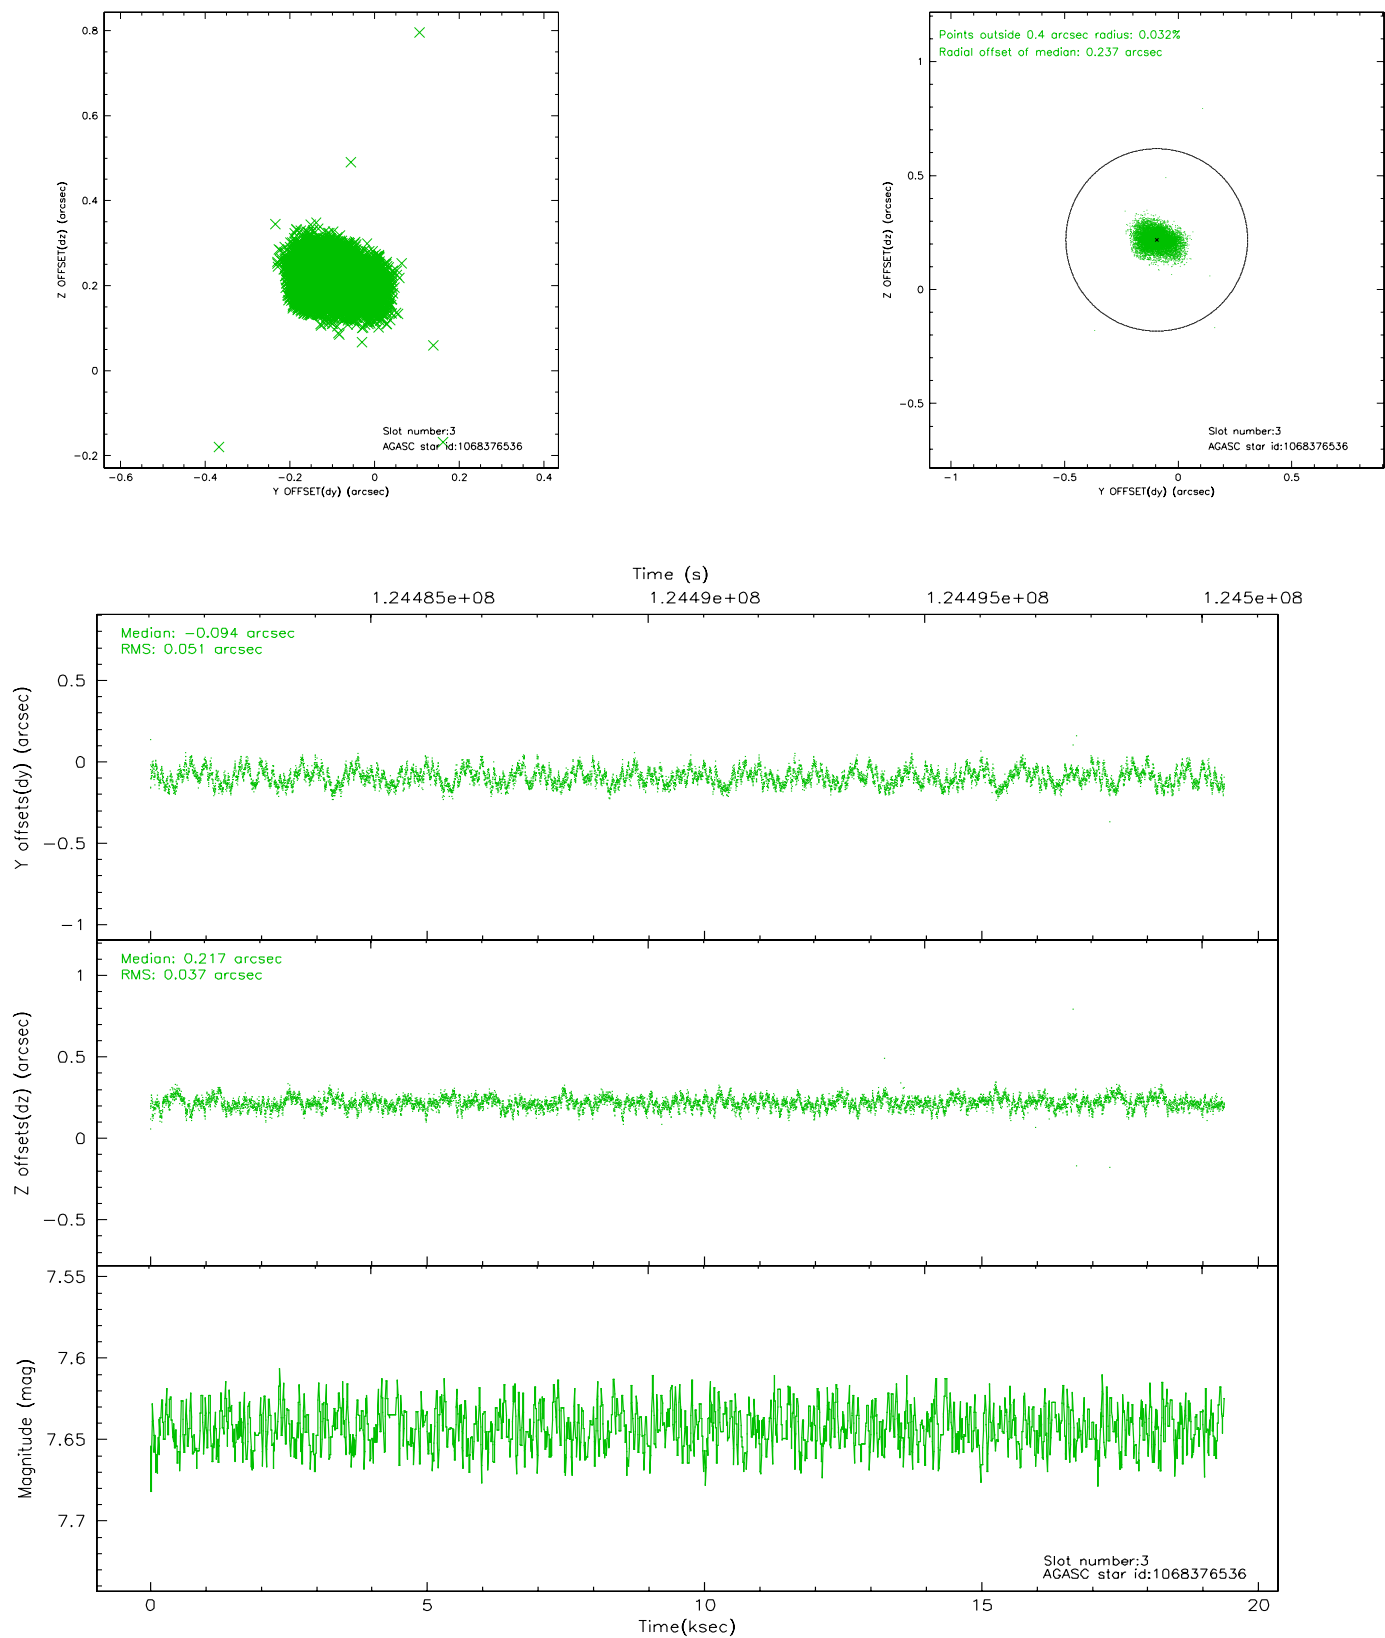 0.8
0.6
0.4
0.2
0
−0.2
−0.6
−0.4
−0.2
0
0.2
0.4
Z OFFSET(dz) (arcsec)
Y OFFSET(dy) (arcsec)
Slot number:3
AGASC star id:1068376536
Points outside 0.4 arcsec radius: 0.032%
Radial offset of median: 0.237 arcsec
1
0.5
0
−0.5
−1
−0.5
0
0.5
Z OFFSET(dz) (arcsec)
Y OFFSET(dy) (arcsec)
Slot number:3
AGASC star id:1068376536
Time (s)
1.24485e+08
1.2449e+08
1.24495e+08
1.245e+08
Median: −0.094 arcsec
RMS: 0.051 arcsec
0.5
0
−0.5
−1
Y offsets(dy) (arcsec)
Median: 0.217 arcsec
RMS: 0.037 arcsec
1
0.5
0
−0.5
Z offsets(dz) (arcsec)
7.55
7.6
7.65
7.7
Magnitude (mag)
Slot number:3
AGASC star id:1068376536
0
5
10
15
20
Time(ksec)